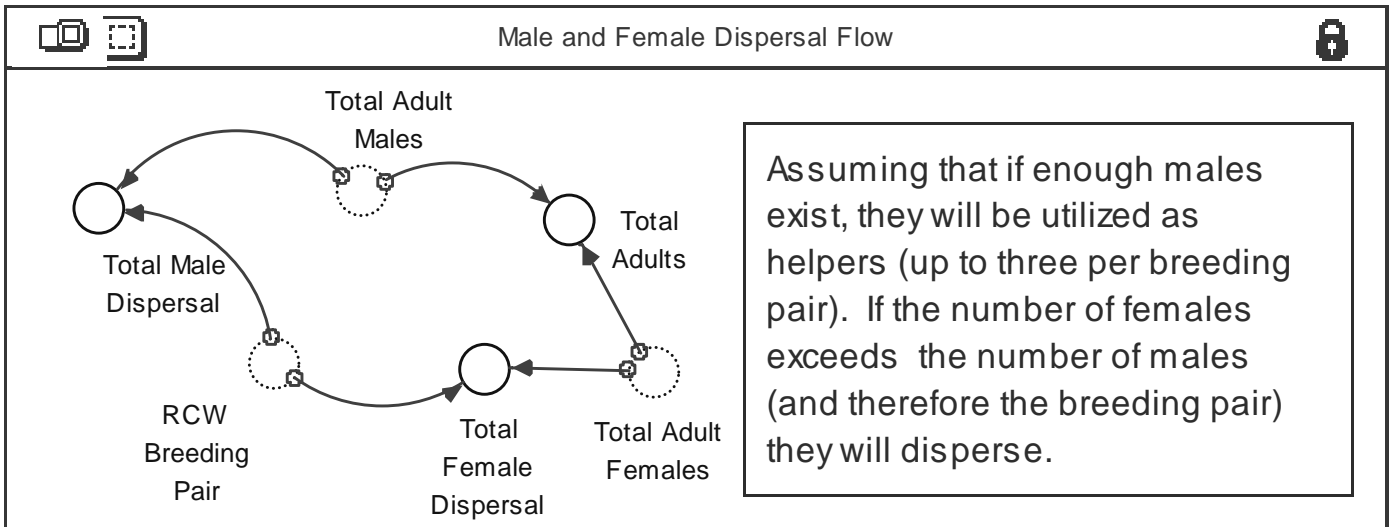 Male and Female Dispersal Flow
Total Adult
Males
Total
Adults
Total Male
Dispersal
RCW
Breeding
Pair
Total
Female
Dispersal
Total Adult
Females
Assuming that if enough males
exist, they will be utilized as
helpers (up to three per breeding
pair). If the number of females
exceeds the number of males
(and therefore the breeding pair)
they will disperse.